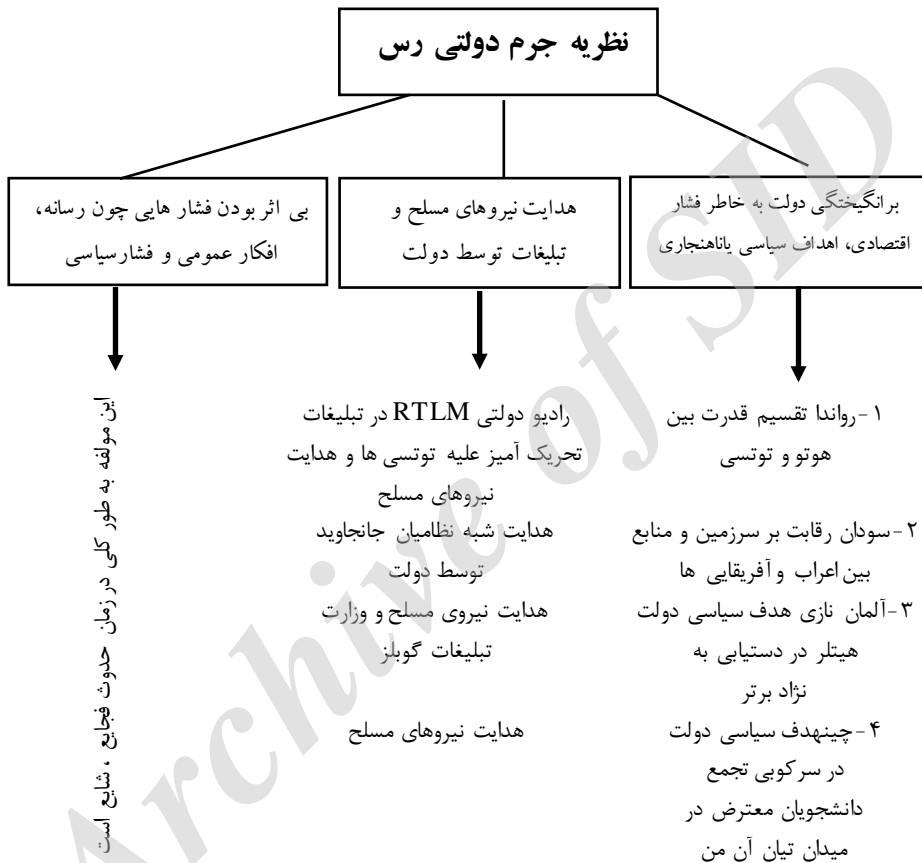 نظریه جرم دولتی رس
برانگیختگی دولت به خاطر فشار
اقتصادی، اهداف سیاسی یاناهنجاری
هدایت نیروهای مسلح و
تبلیغات توسط دولت
بی اثر بودن فشار هایی چون رسانه،
افکار عمومی و فشارسیاسی
۱-رواندا تقسیم قدرت بین
هوتو و توتسی
۲-سودان رقابت بر سرزمین و منابع
بین اعراب و آفریقایی ها
۳-آلمان نازی هدف سیاسی دولت
هیتلر در دستیابی به
نژاد برتر
۴-چینهدف سیاسی دولت
در سرکوبی تجمع
دانشجویان معترض در
میدان تیان آن من
رادیو دولتی RTLM در تبلیغات
تحریک آمیز علیه توتسی ها و هدایت
نیروهای مسلح
هدایت شبه نظامیان جانجاوید
توسط دولت
هدایت نیروی مسلح و وزارت
تبلیغات گوبلز
هدایت نیروهای مسلح
این مولفه به طور کلی در زمان حدوث فجایع ، شایع است
Archive of SID